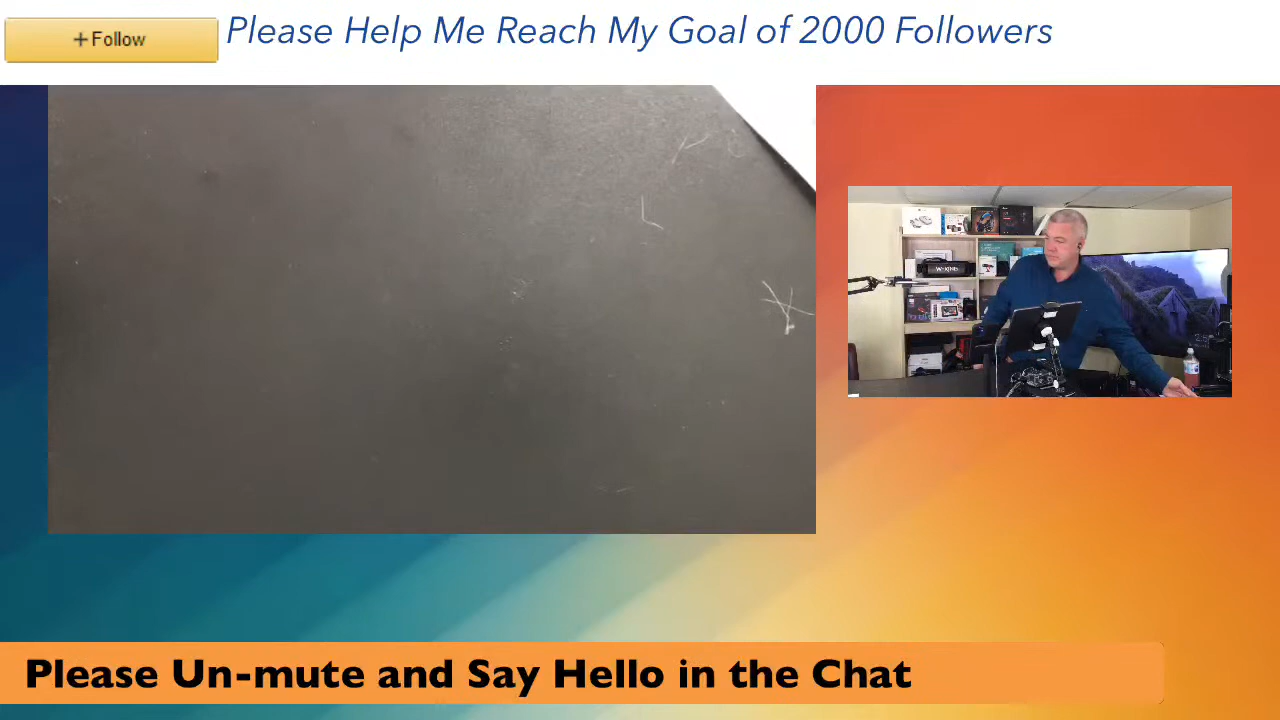 +Follow
Please Help Me Reach My Goal of 2000 Followers
W-KING
Please Un-mute and Say Hello in the Chat